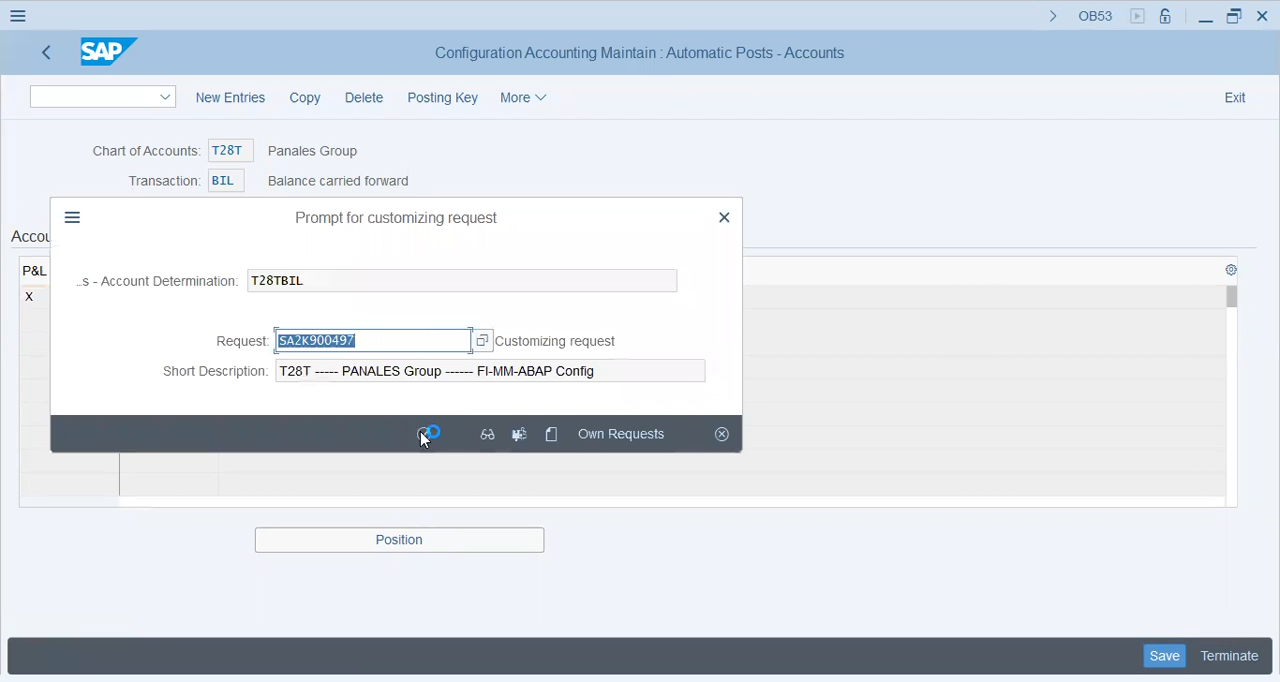 OB53
SAP
Configuration Accounting Maintain : Automatic Posts - Accounts
New Entries Copy Delete Posting Key More Exit
Chart of Accounts: T28T Panales Group
Transaction: BIL Balance carried forward
Prompt for customizing request
Accou
P&L
...s - Account Determination: T28TBIL
X
Request: SA2K900497 Customizing request
Short Description: T28T ----- PANALES Group ------ FI-MM-ABAP Config
Own Requests
Position
Save Terminate